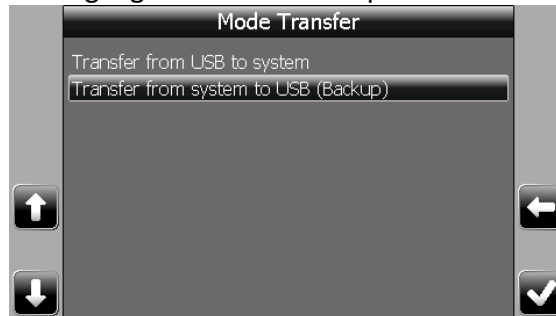 Mode Transfer
Transfer from USB to system
Transfer from system to USB (Backup)